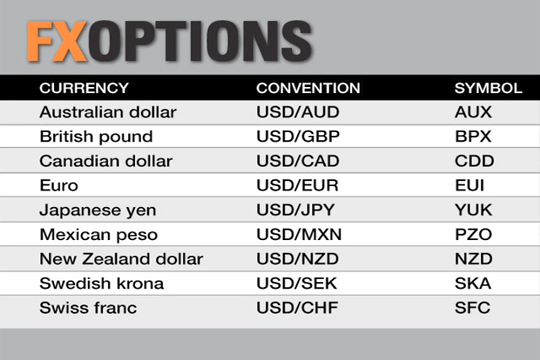 FXOPTIONS
CURRENCY CONVENTION SYMBOL
Australian dollar USD/AUD AUX
British pound USD/GBP BPX
Canadian dollar USD/CAD CDD
Euro USD/EUR EUI
Japanese yen USD/JPY YUK
Mexican peso USD/MXN PZO
New Zealand dollar USD/NZD NZD
Swedish krona USD/SEK SKA
Swiss franc USD/CHF SFC